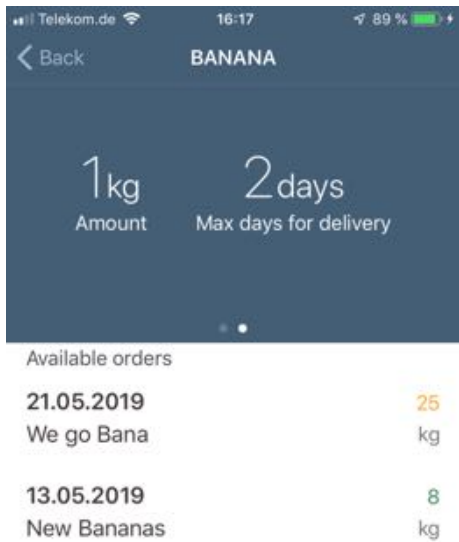 Telekom.de 16:17 89 %
Back BANANA
1kg 2days
Amount Max days for delivery
Available orders
21.05.2019 25
We go Bana kg
13.05.2019 8
New Bananas kg